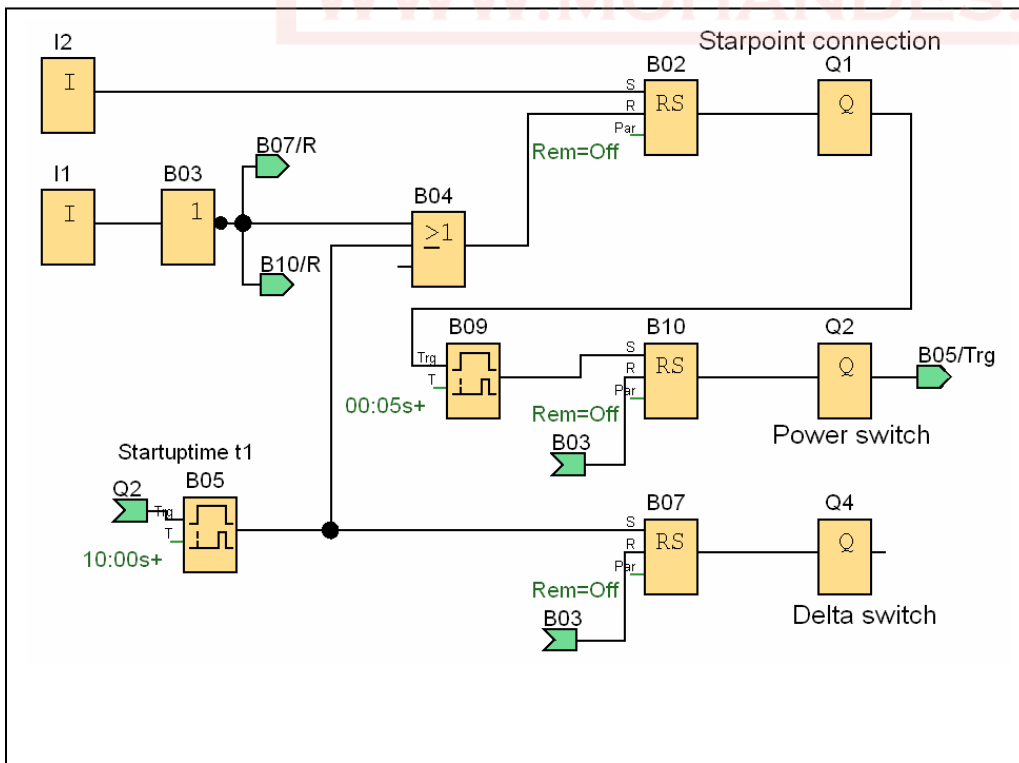 WWW.MOHANDES.
Starpoint connection
I2
B02
Q1
I
S
R
Par
RS
Q
Rem=Off
B07/R
I1
B03
B04
I
1
>1
B10/R
B09
B10
Q2
B05/Trg
Trg
T
S
R
Par
RS
Q
00:05s+
Rem=Off
Power switch
B03
Startuptime t1
Q2
B05
B07
Q4
Trg
T
S
R
Par
RS
Q
10:00s+
Rem=Off
B03
Delta switch